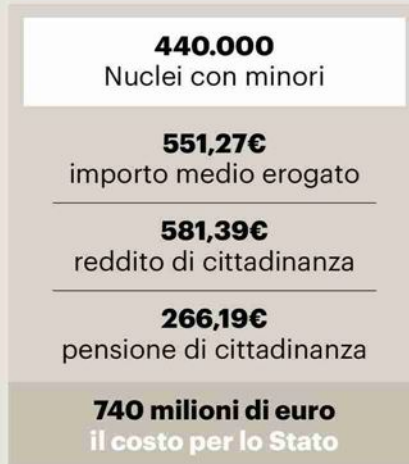 440.000
Nuclei con minori
551,27€
importo medio erogato
581,39€
reddito di cittadinanza
266,19€
pensione di cittadinanza
740 milioni di euro
il costo per lo Stato